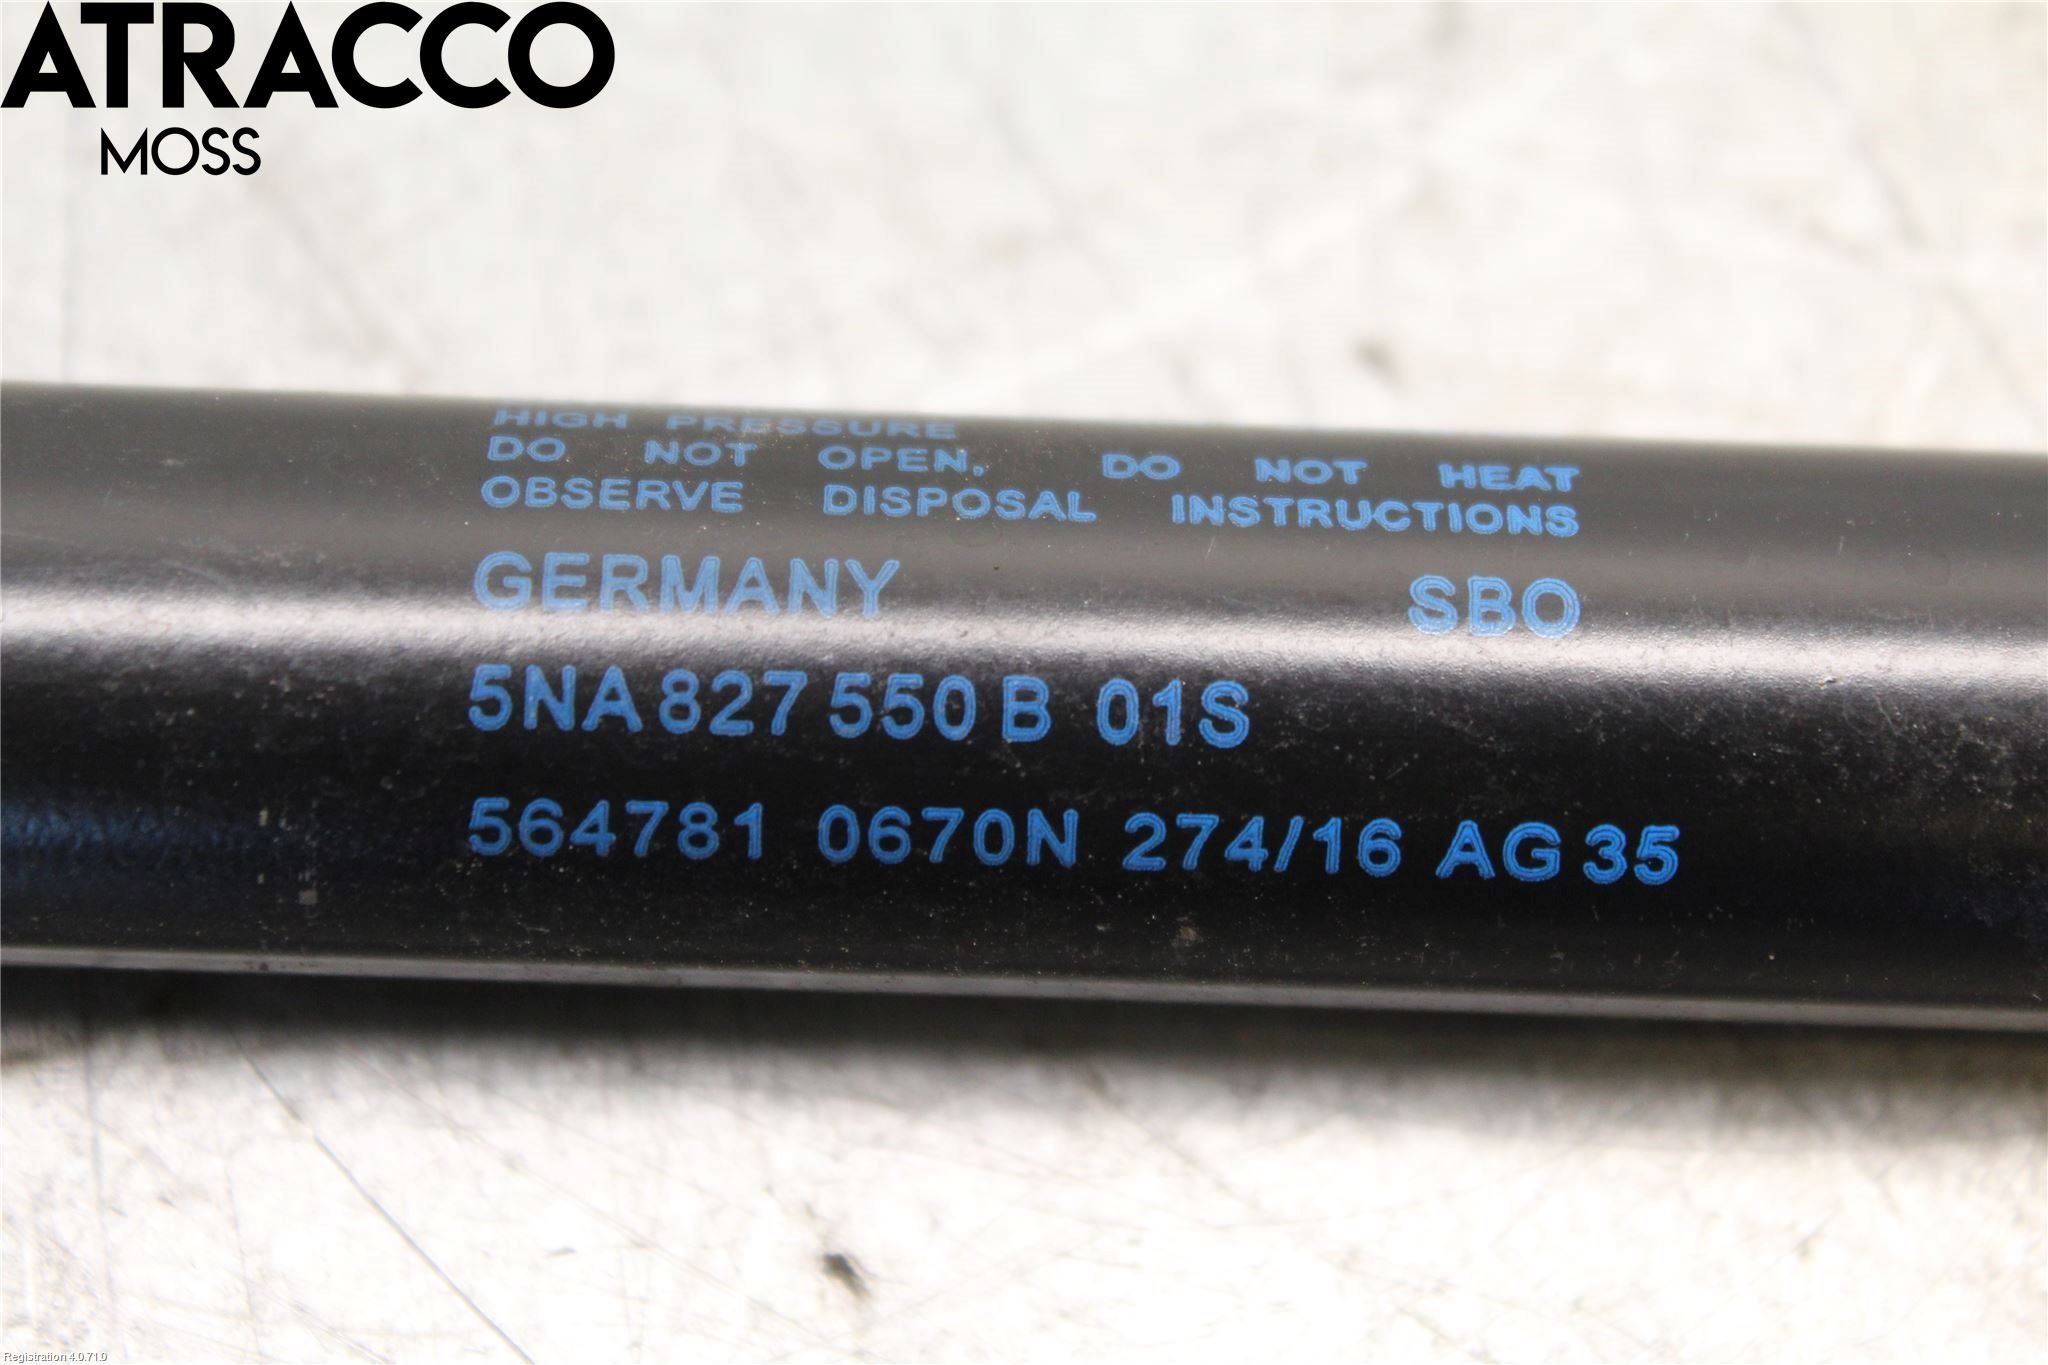 ATRACCO
MOSS
HIGH PRESSURE
DO NOT OPEN, DO NOT HEAT
OBSERVE DISPOSAL INSTRUCTIONS
GERMANY SBO
5NA 827 550 B 01S
564781 0670N 274/16 AG 35
Registration 4.0.71.0